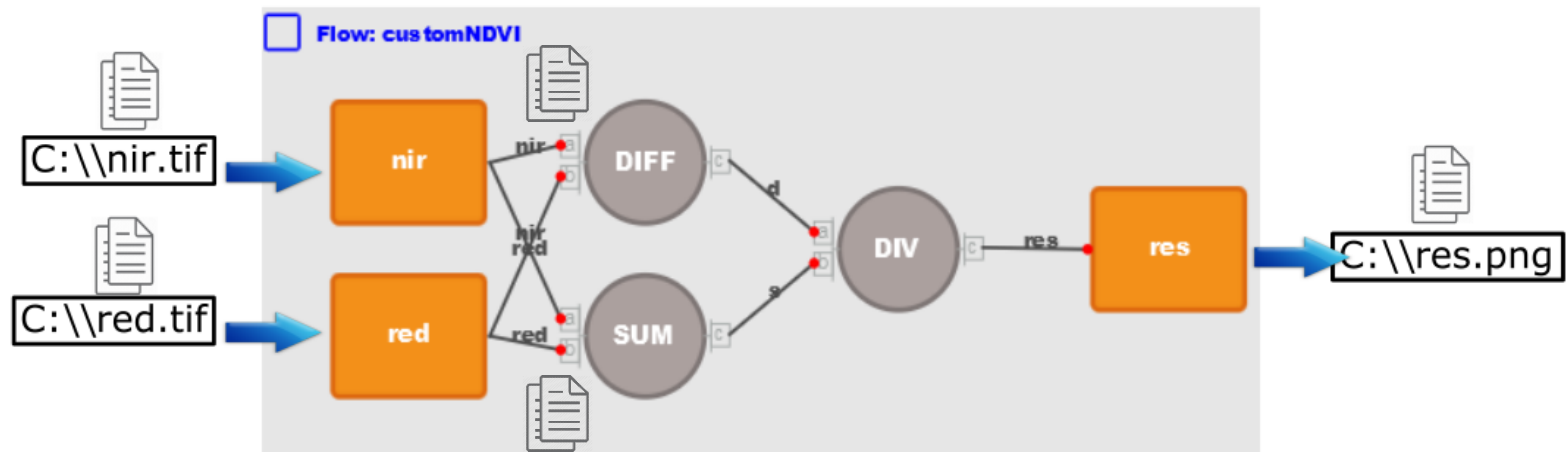 Flow: customNDVI
C:\\nir.tif
nir
nir
a
b
DIFF
c
d
nir
red
a
b
DIV
c
res
res
C:\\res.png
C:\\red.tif
red
red
a
b
SUM
c
s